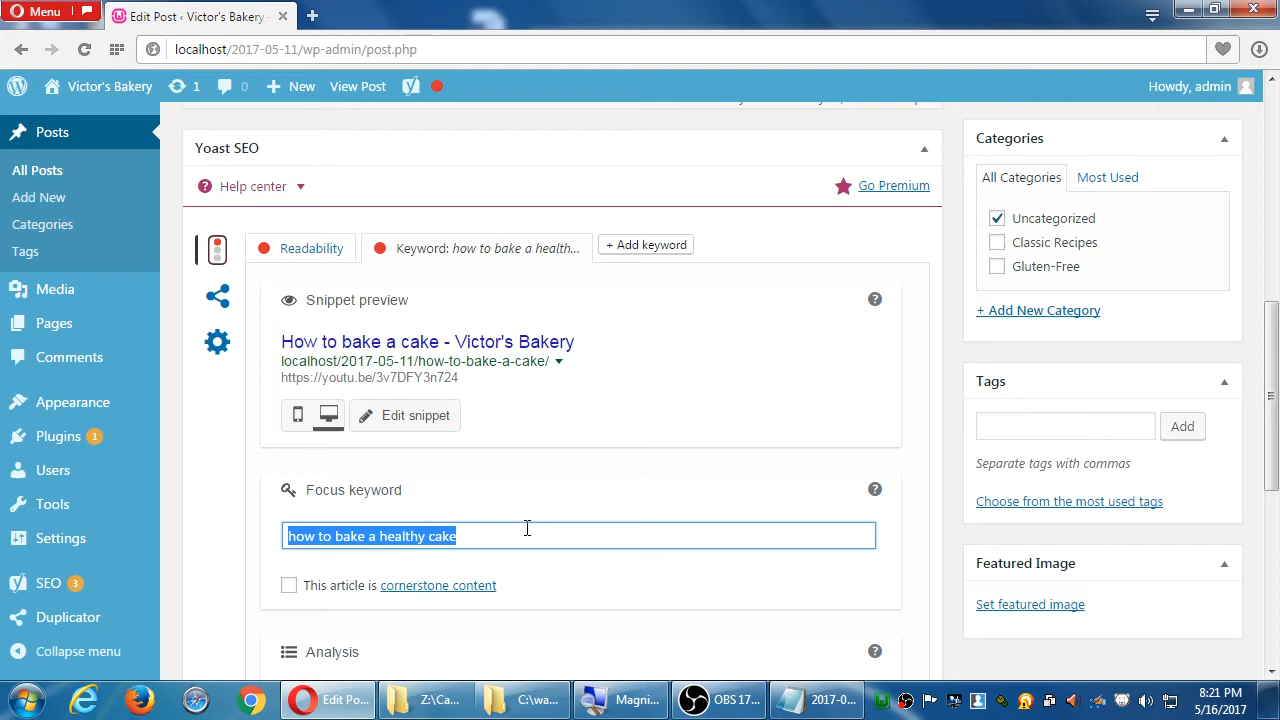 Menu
Edit Post ‹ Victor's Bakery -
localhost/2017-05-11/wp-admin/post.php
Victor's Bakery
1
0
New
View Post
Howdy, admin
Posts
All Posts
Add New
Categories
Tags
Media
Pages
Comments
Appearance
Plugins 1
Users
Tools
Settings
SEO 3
Duplicator
Collapse menu
Yoast SEO
Help center
Go Premium
Readability
Keyword: how to bake a health...
+ Add keyword
Snippet preview
How to bake a cake - Victor's Bakery
localhost/2017-05-11/how-to-bake-a-cake/
https://youtu.be/3v7DFY3n724
Edit snippet
Focus keyword
how to bake a healthy cake
This article is cornerstone content
Analysis
Categories
All Categories
Most Used
Uncategorized
Classic Recipes
Gluten-Free
+ Add New Category
Tags
Add
Separate tags with commas
Choose from the most used tags
Featured Image
Set featured image
Edit Po...
Z:\Ca...
C:\wa...
Magni...
OBS 17...
2017-0...
8:21 PM
5/16/2017